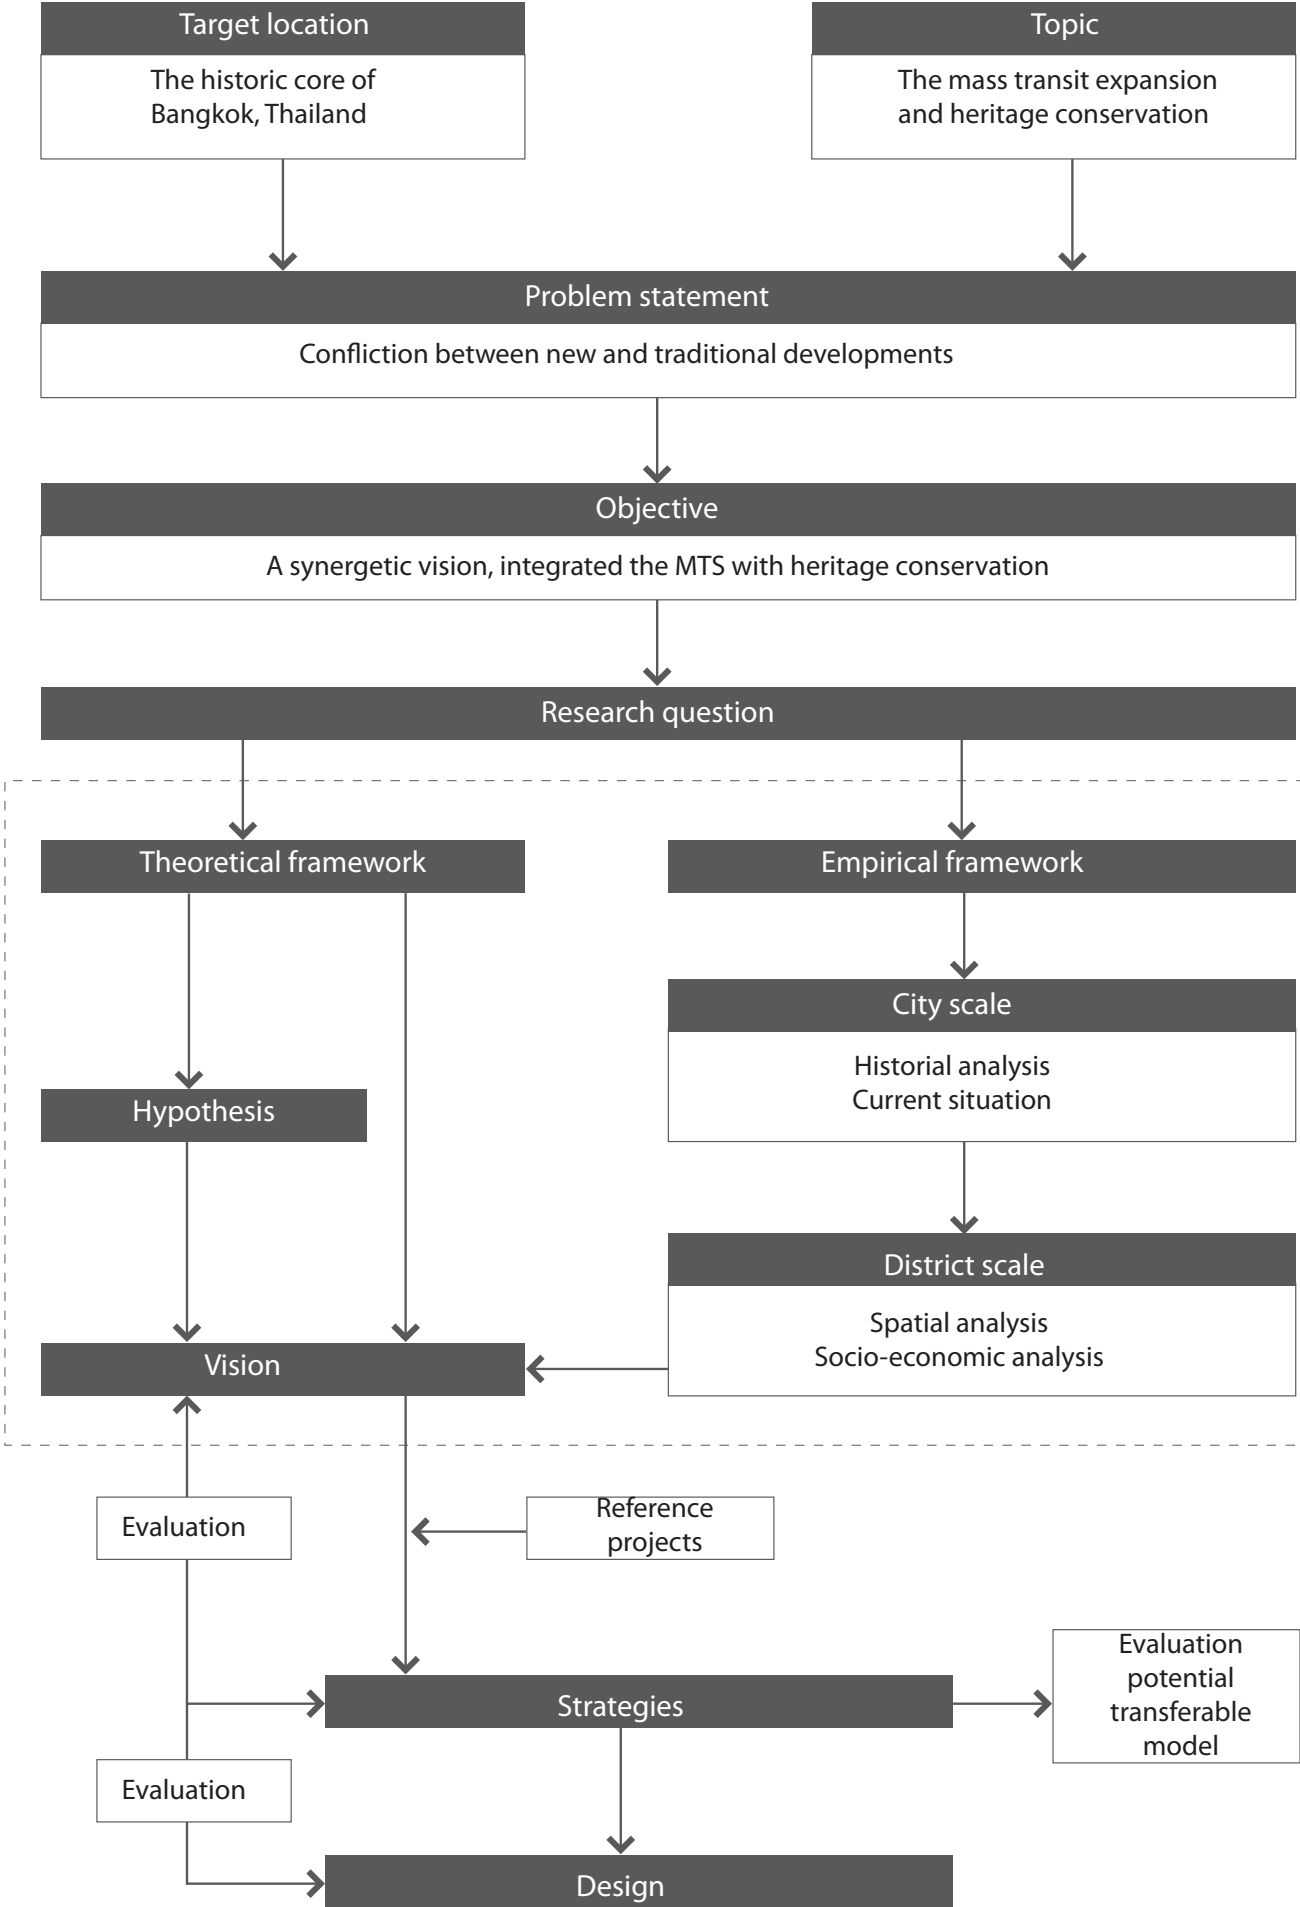 Target location
The historic core of
Bangkok, Thailand
Topic
The mass transit expansion
and heritage conservation
Problem statement
Confliction between new and traditional developments
Objective
A synergetic vision, integrated the MTS with heritage conservation
Research question
Theoretical framework
Empirical framework
City scale
Historial analysis
Current situation
Hypothesis
District scale
Spatial analysis
Socio-economic analysis
Vision
Evaluation
Reference
projects
Strategies
Evaluation
potential
transferable
model
Evaluation
Design